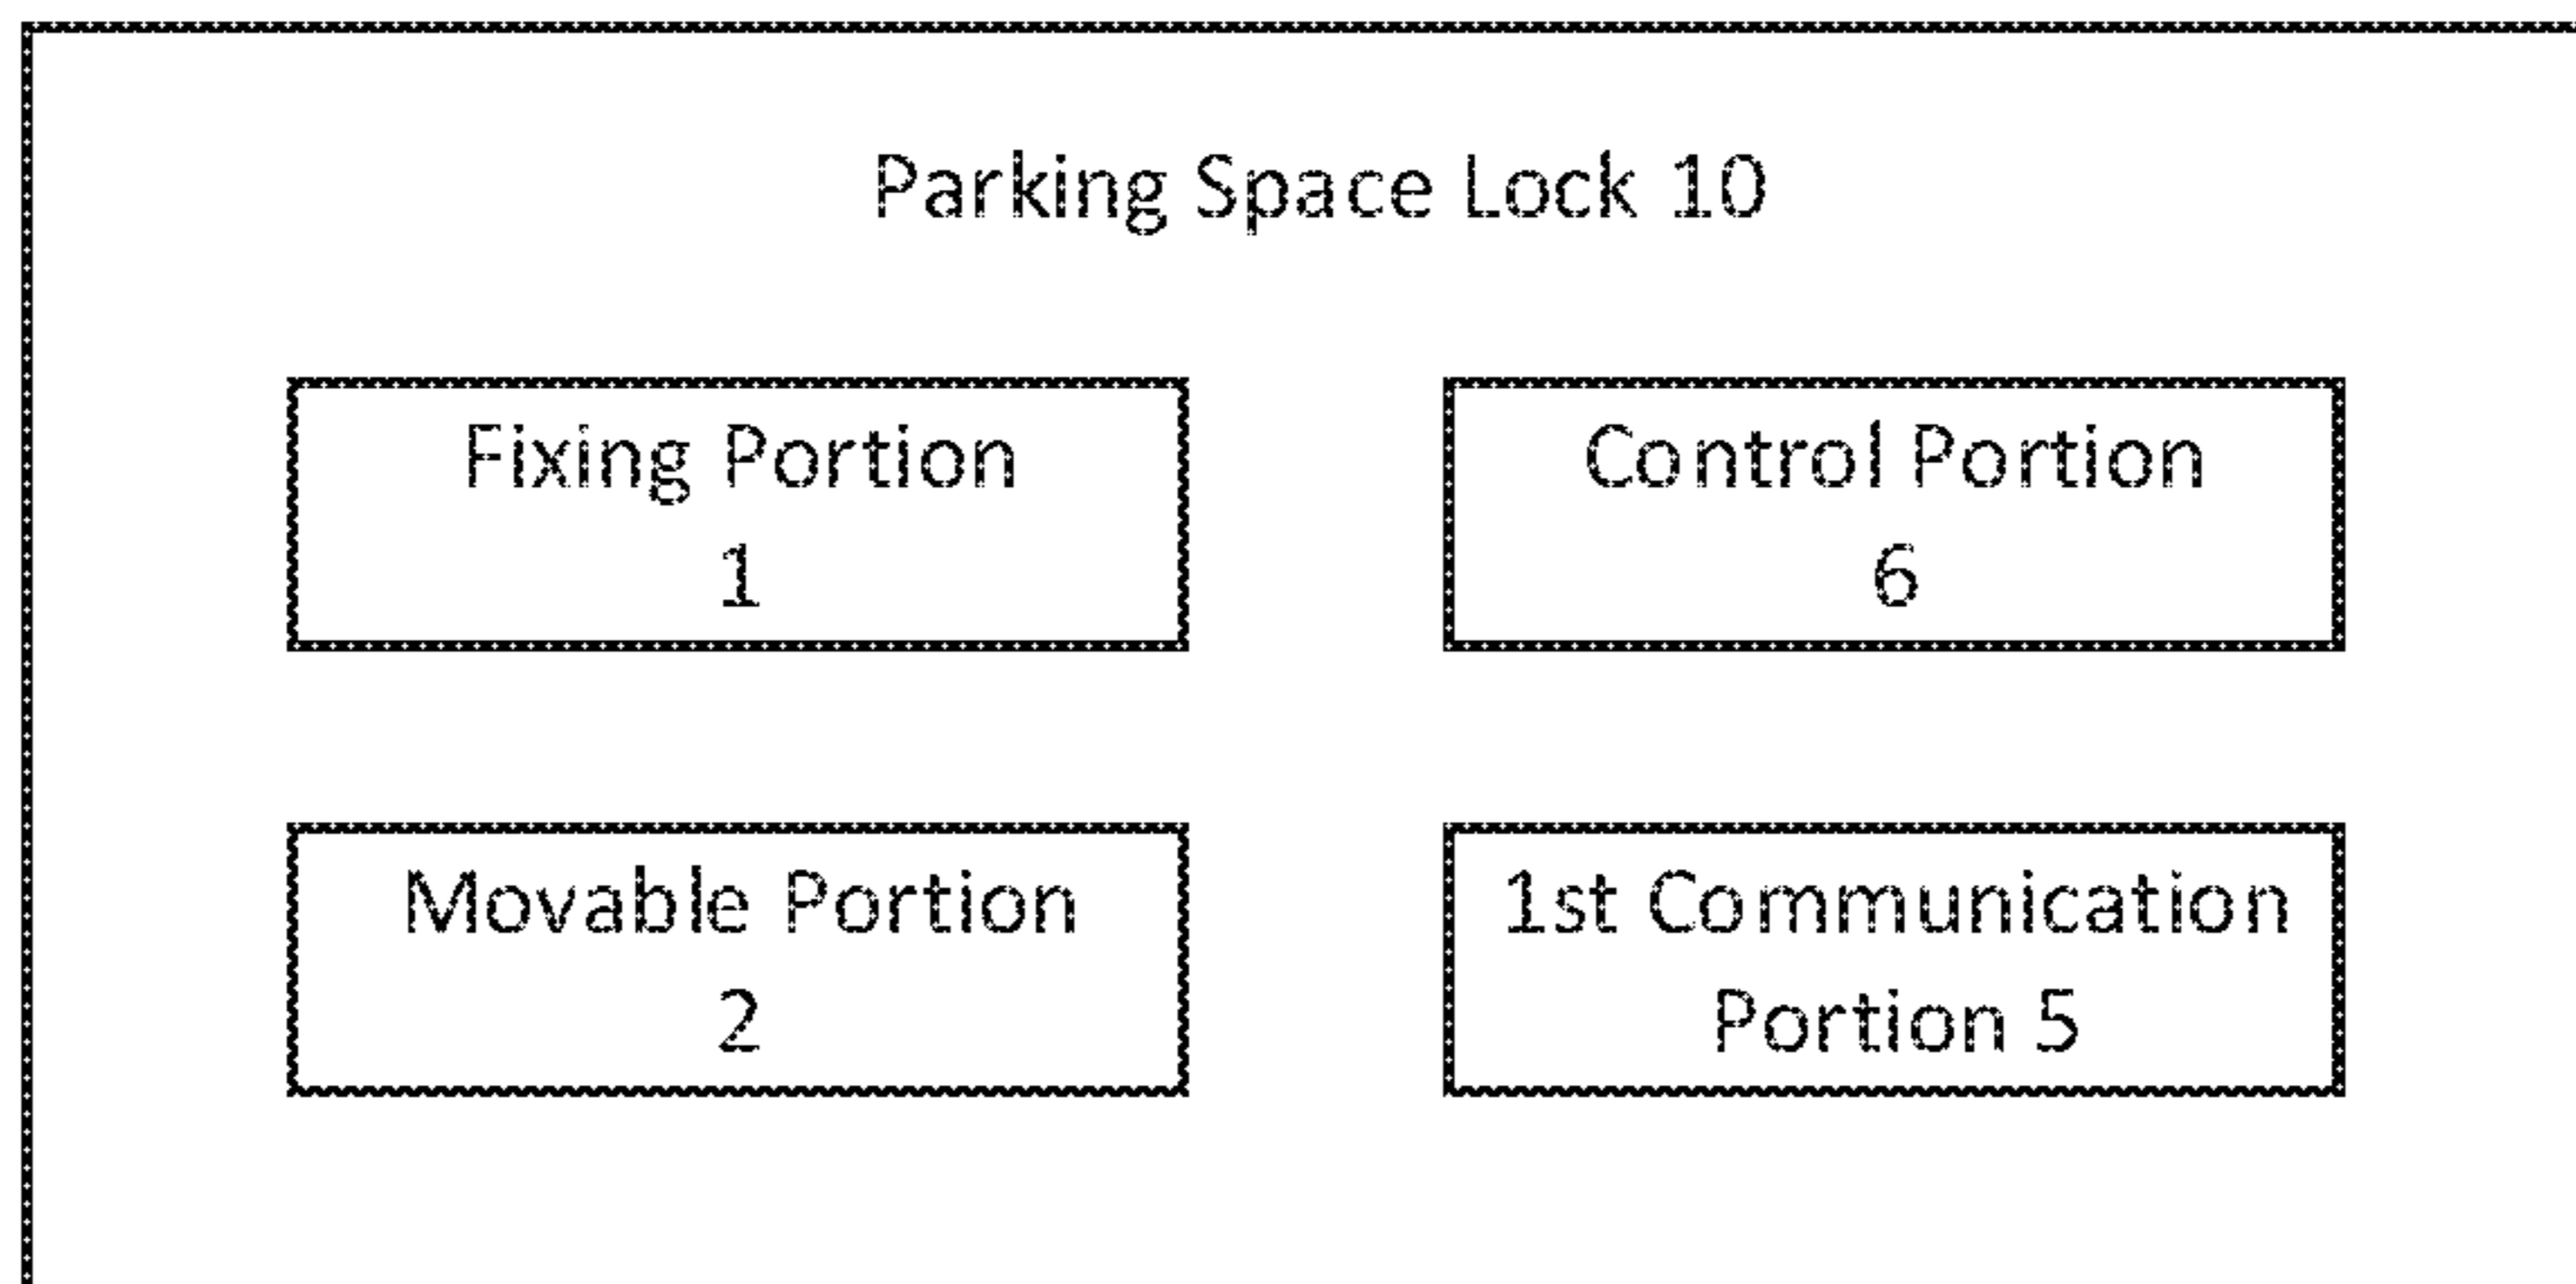 Parking Space Lock 10
Fixing Portion
1
Control Portion
6
Movable Portion
2
1st Communication
Portion 5